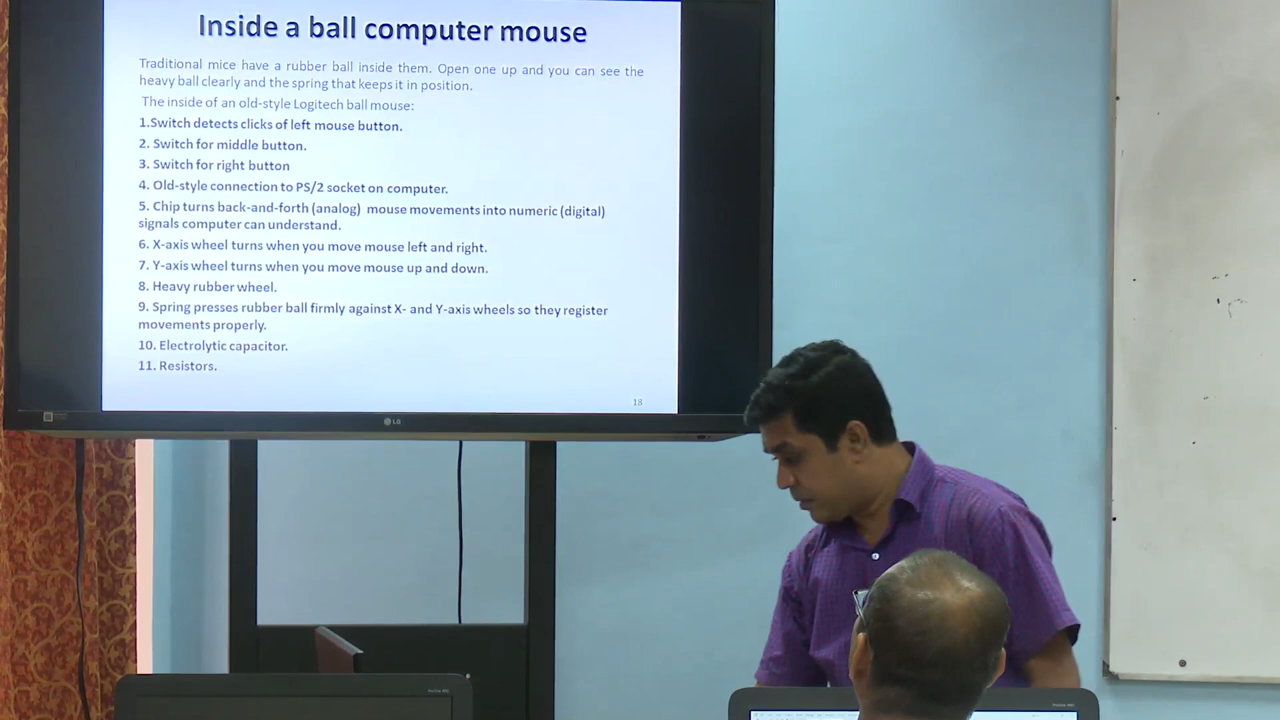 Inside a ball computer mouse
Traditional mice have a rubber ball inside them. Open one up and you can see the
heavy ball clearly and the spring that keeps it in position.
The inside of an old-style Logitech ball mouse:
1.Switch detects clicks of left mouse button.
2. Switch for middle button.
3. Switch for right button
4. Old-style connection to PS/2 socket on computer.
5. Chip turns back-and-forth (analog) mouse movements into numeric (digital)
signals computer can understand.
6. X-axis wheel turns when you move mouse left and right.
7. Y-axis wheel turns when you move mouse up and down.
8. Heavy rubber wheel.
9. Spring presses rubber ball firmly against X- and Y-axis wheels so they register
movements properly.
10. Electrolytic capacitor.
11. Resistors.
18
LG